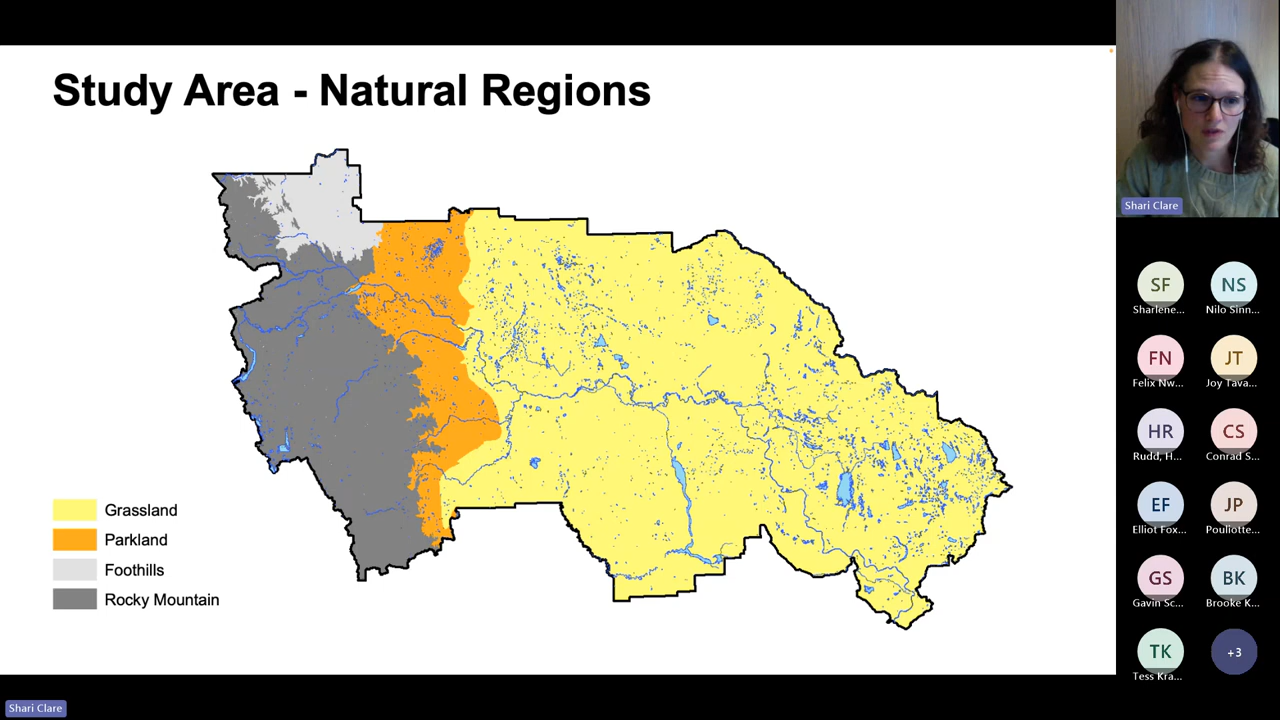 Study Area - Natural Regions
Grassland
Parkland
Foothills
Rocky Mountain
Shari Clare
SF
NS
Sharlene...
Nilo Sinn...
FN
JT
Felix Nw...
Joy Tava...
HR
CS
Rudd, H...
Conrad S...
EF
JP
Elliot Fox...
Pouliotte...
GS
BK
Gavin Sc...
Brooke K...
TK
+3
Tess Kra...
Shari Clare